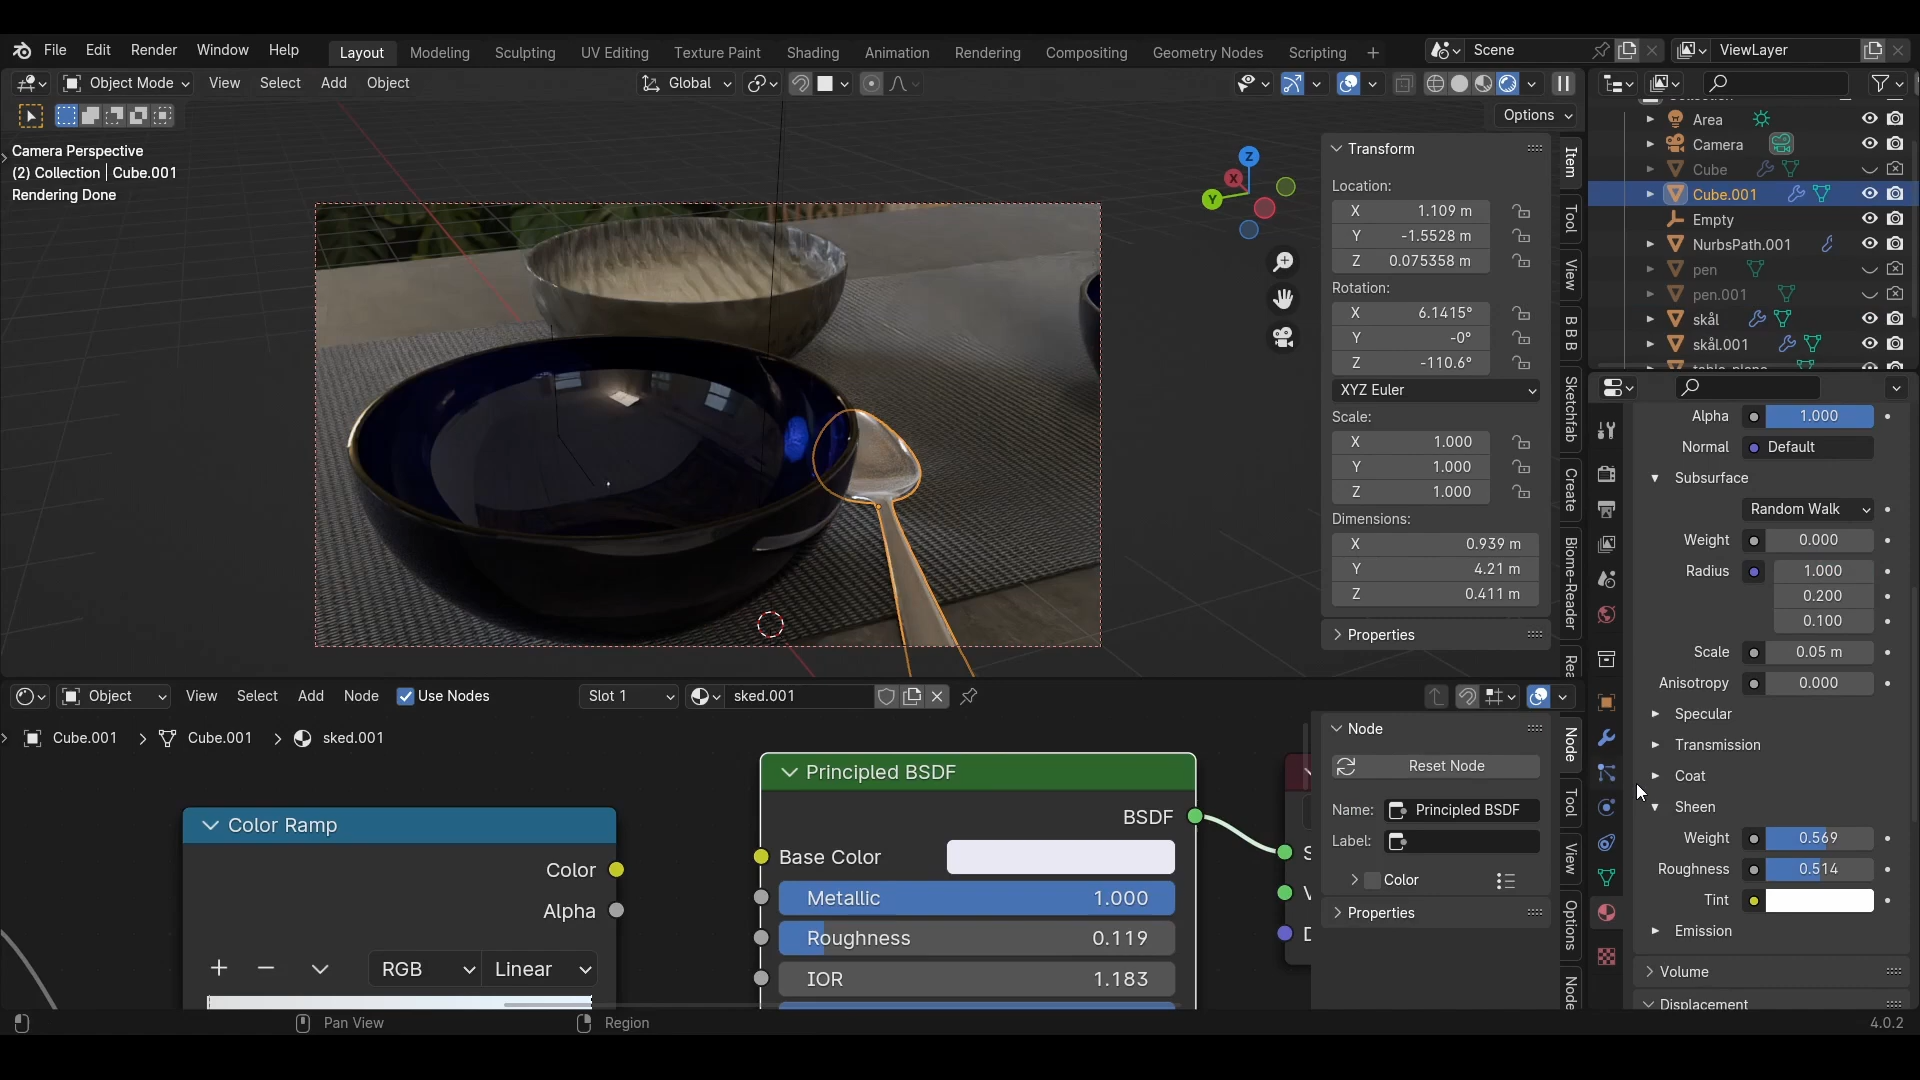 File Edit Render Window Help Layout Modeling Sculpting UV Editing Texture Paint Shading Animation Rendering Compositing Geometry Nodes Scripting Scene ViewLayer
Object Mode View Select Add Object Global
Options
Camera Perspective
(2) Collection | Cube.001
Rendering Done
Transform
Location:
X 1.109 m
Y -1.5528 m
Z 0.075358 m
Rotation:
X 6.1415°
Y -0°
Z -110.6°
XYZ Euler
Scale:
X 1.000
Y 1.000
Z 1.000
Dimensions:
X 0.939 m
Y 4.21 m
Z 0.411 m
Properties
Item
Tool
View
B B B
Sketchfab
Create
Biome-Reader
Z
X
Y
Area
Camera
Cube
Cube.001
Empty
NurbsPath.001
pen
pen.001
skål
skål.001
Alpha 1.000
Normal Default
Subsurface
Random Walk
Weight 0.000
Radius 1.000
0.200
0.100
Scale 0.05 m
Anisotropy 0.000
Specular
Transmission
Coat
Sheen
Weight 0.569
Roughness 0.514
Tint
Emission
Volume
Displacement
Object View Select Add Node Use Nodes Slot 1 sked.001
Cube.001 Cube.001 sked.001
Color Ramp
Color
Alpha
RGB Linear
Principled BSDF
BSDF
Base Color
Metallic 1.000
Roughness 0.119
IOR 1.183
Node
Reset Node
Name: Principled BSDF
Label:
Color
Properties
Node
Tool
View
Options
Node
Pan View Region 4.0.2